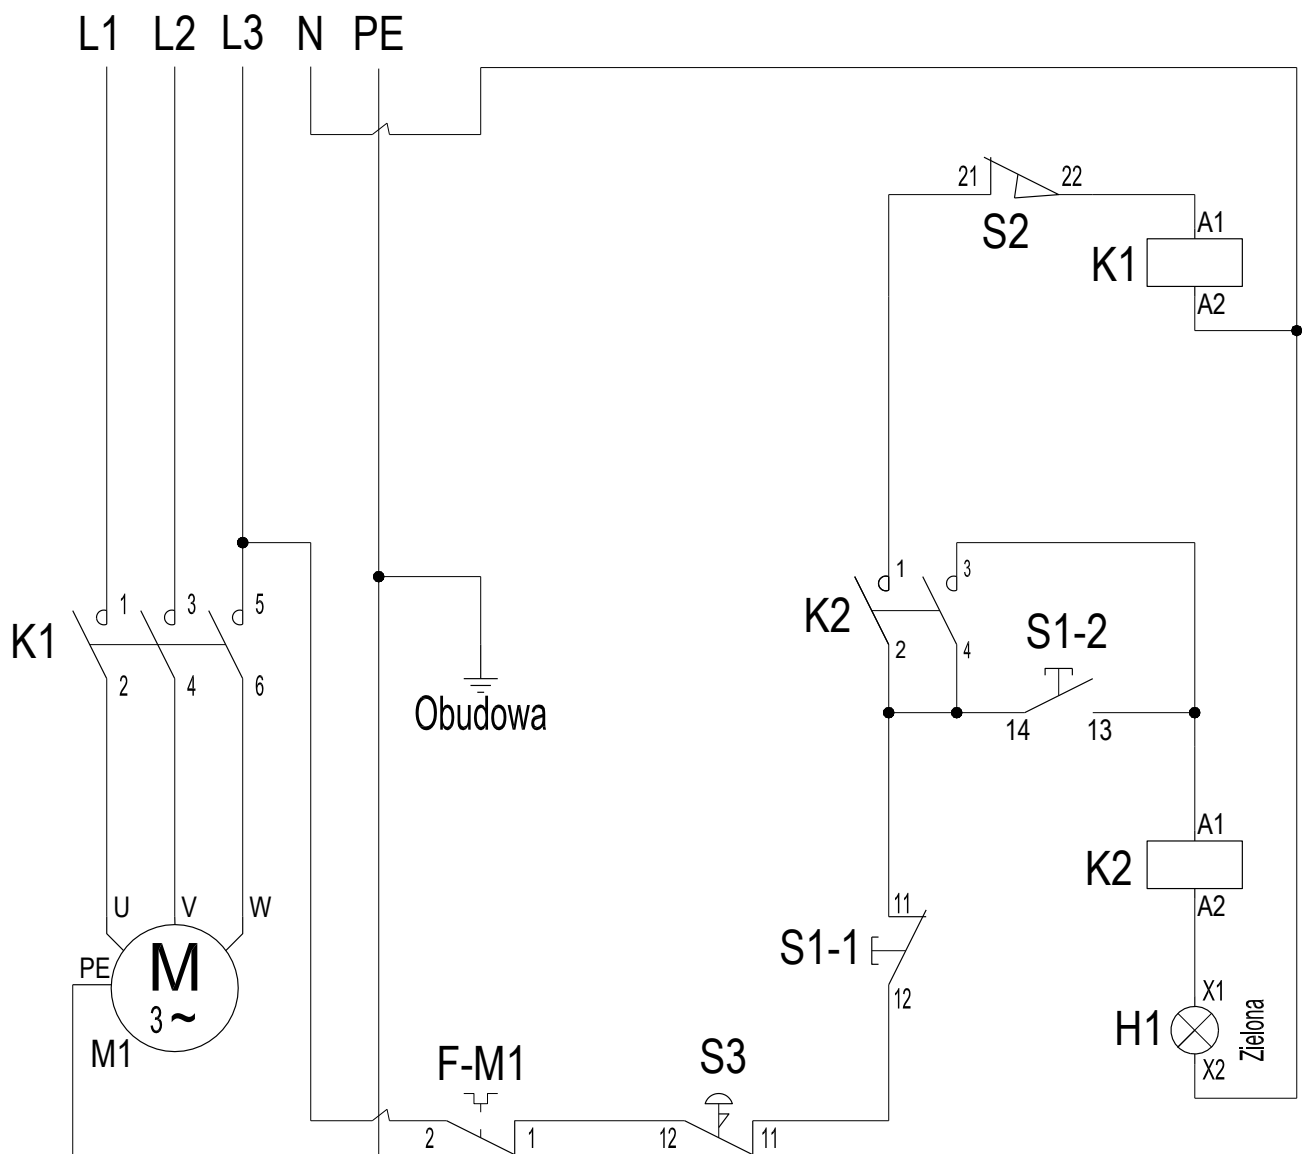 L1 L2 L3 N PE
21 22
S2
A1
K1
A2
1 3 5
K1
2 4 6
1 3
K2
2 4
S1-2
14 13
Obudowa
A1
K2
A2
U V W
PE
M
3 ~
M1
11
S1-1
12
X1
H1
Zielona
X2
F-M1
S3
2 1 12 11